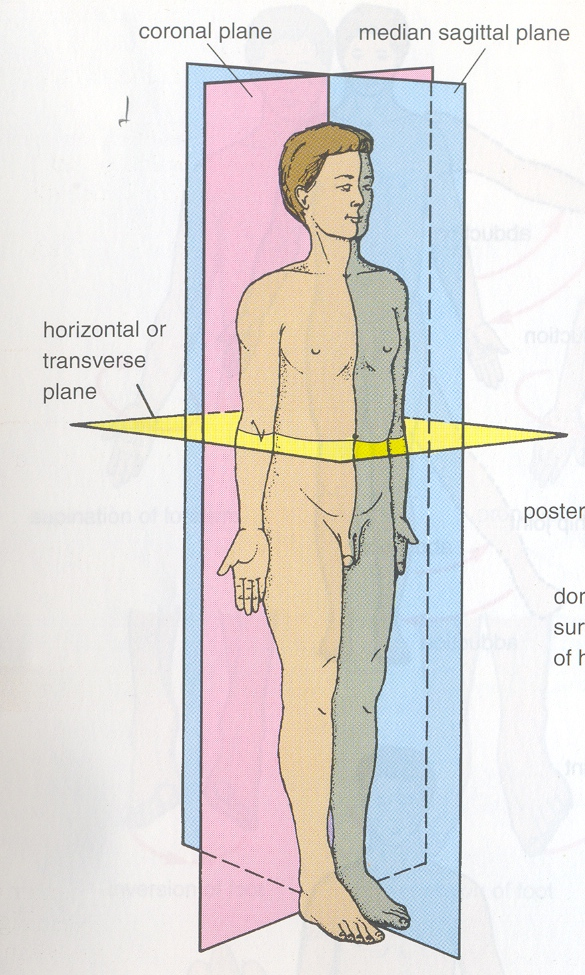 coronal plane
median sagittal plane
horizontal or
transverse
plane
poster
dor
sur
of h